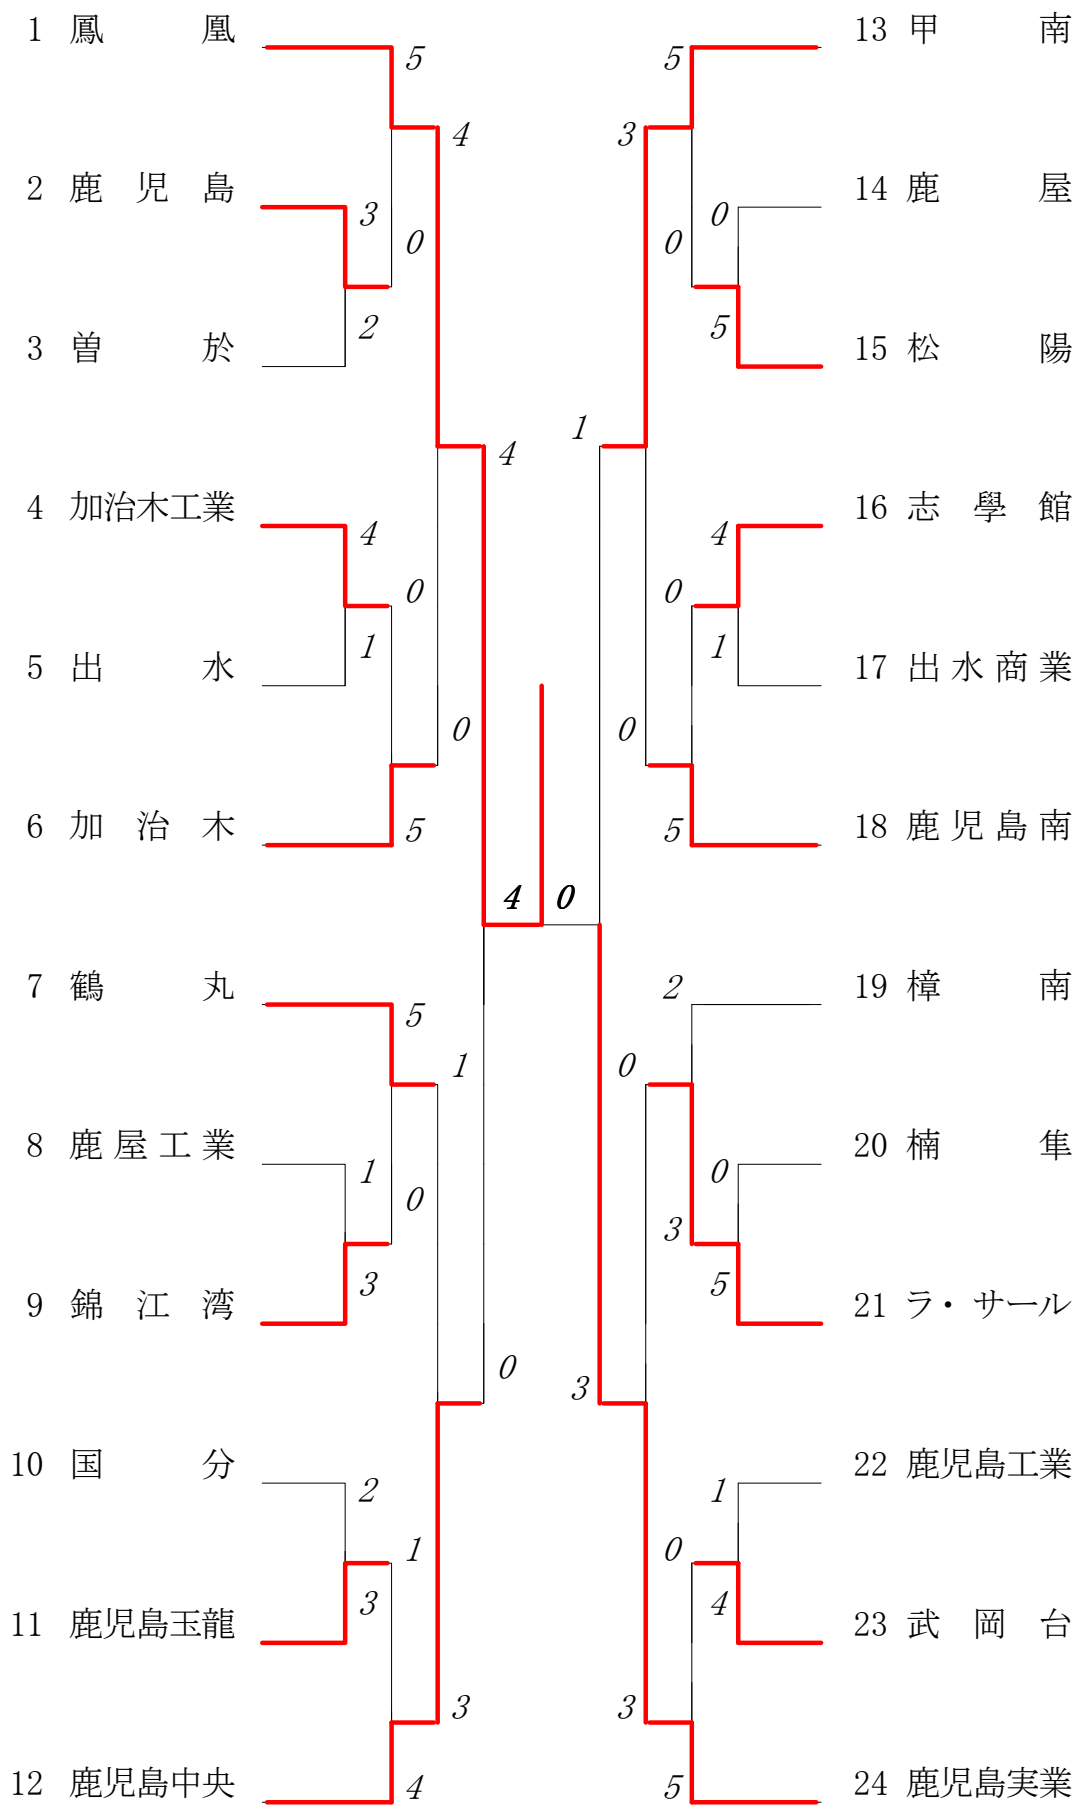 1 鳳凰
5
4
2 鹿児島
3
0
2
3 曽於
4
4 加治木工業
4
0
1
5 出水
0
6 加治木
5
4 0
7 鶴丸
5
1
8 鹿屋工業
1
0
3
9 錦江湾
0
10 国分
2
1
3
11 鹿児島玉龍
3
12 鹿児島中央
4
13 甲南
5
3
14 鹿屋
0
0
5
15 松陽
1
16 志學館
4
0
1
17 出水商業
0
18 鹿児島南
5
19 樟南
2
0
20 楠隼
0
3
5
21 ラ・サール
3
22 鹿児島工業
1
0
4
23 武岡台
3
24 鹿児島実業
5